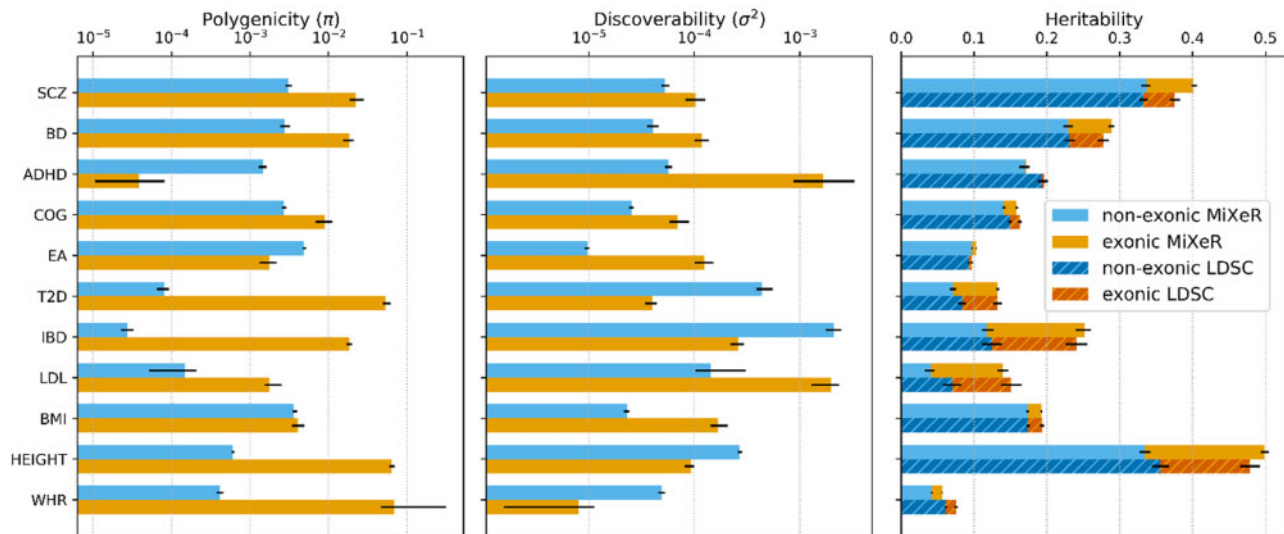 Polygenicity (π)
10⁻⁵ 10⁻⁴ 10⁻³ 10⁻² 10⁻¹
Discoverability (σ²)
10⁻⁵ 10⁻⁴ 10⁻³
Heritability
0.0 0.1 0.2 0.3 0.4 0.5
SCZ
BD
ADHD
COG
EA
T2D
IBD
LDL
BMI
HEIGHT
WHR
non-exonic MiXeR
exonic MiXeR
non-exonic LDSC
exonic LDSC